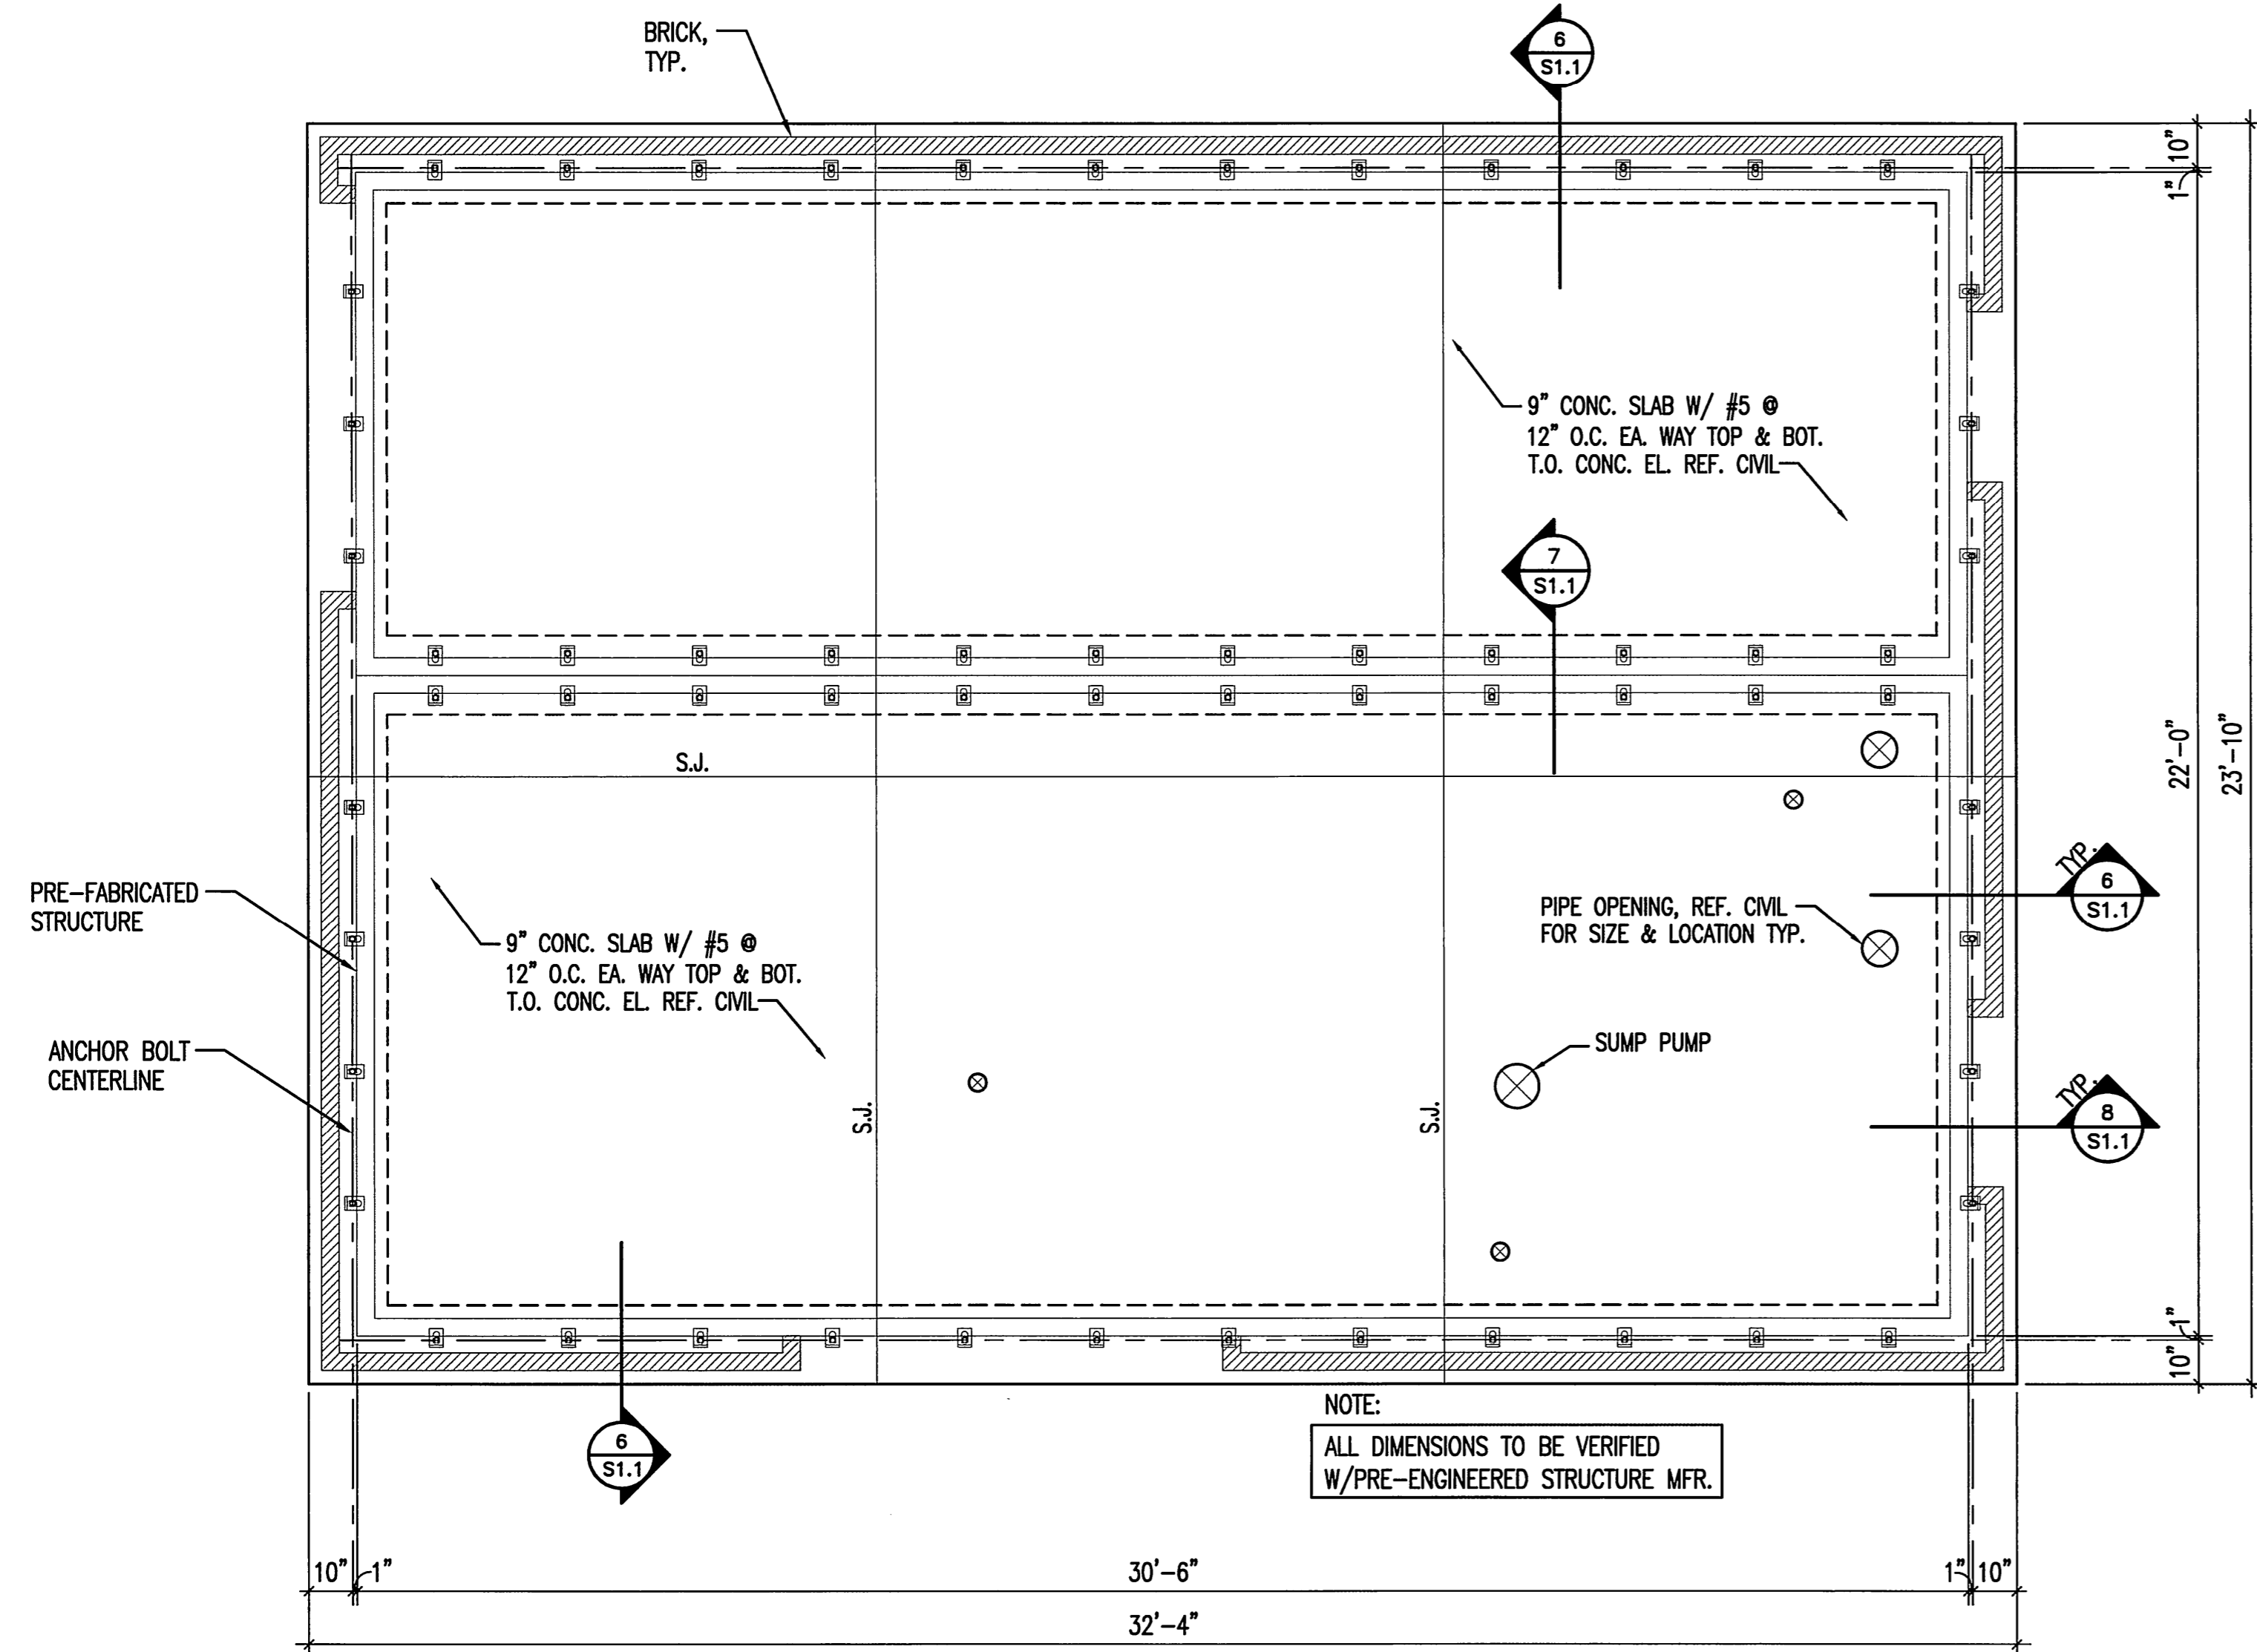 BRICK,
TYP.
6
S1.1
10"
1"
9" CONC. SLAB W/ #5 @
12" O.C. EA. WAY TOP & BOT.
T.O. CONC. EL. REF. CIVIL
7
S1.1
22'-0"
23'-10"
S.J.
TYP.
6
S1.1
PRE-FABRICATED
STRUCTURE
PIPE OPENING, REF. CIVIL
FOR SIZE & LOCATION TYP.
9" CONC. SLAB W/ #5 @
12" O.C. EA. WAY TOP & BOT.
T.O. CONC. EL. REF. CIVIL
ANCHOR BOLT
CENTERLINE
SUMP PUMP
S.J.
S.J.
TYP.
8
S1.1
1"
10"
NOTE:
ALL DIMENSIONS TO BE VERIFIED
W/PRE-ENGINEERED STRUCTURE MFR.
6
S1.1
10"
1"
30'-6"
1"
10"
32'-4"